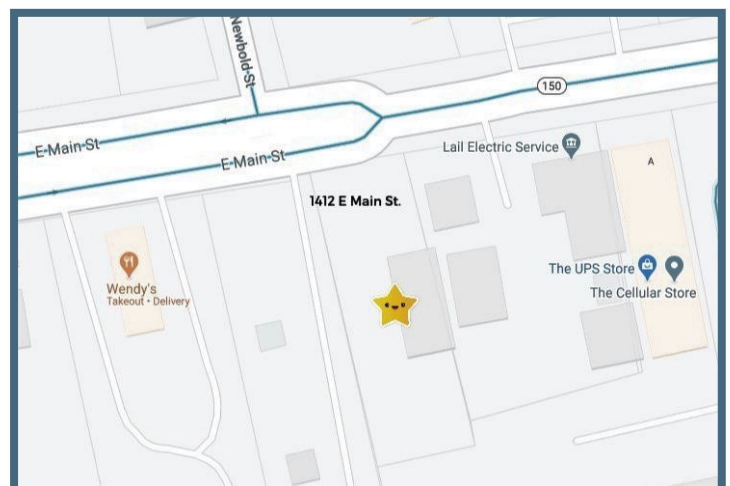 Newbold-St
150
E-Main-St
E-Main-St
Lail Electric Service
A
1412 E Main St.
The UPS Store
The Cellular Store
Wendy's
Takeout • Delivery